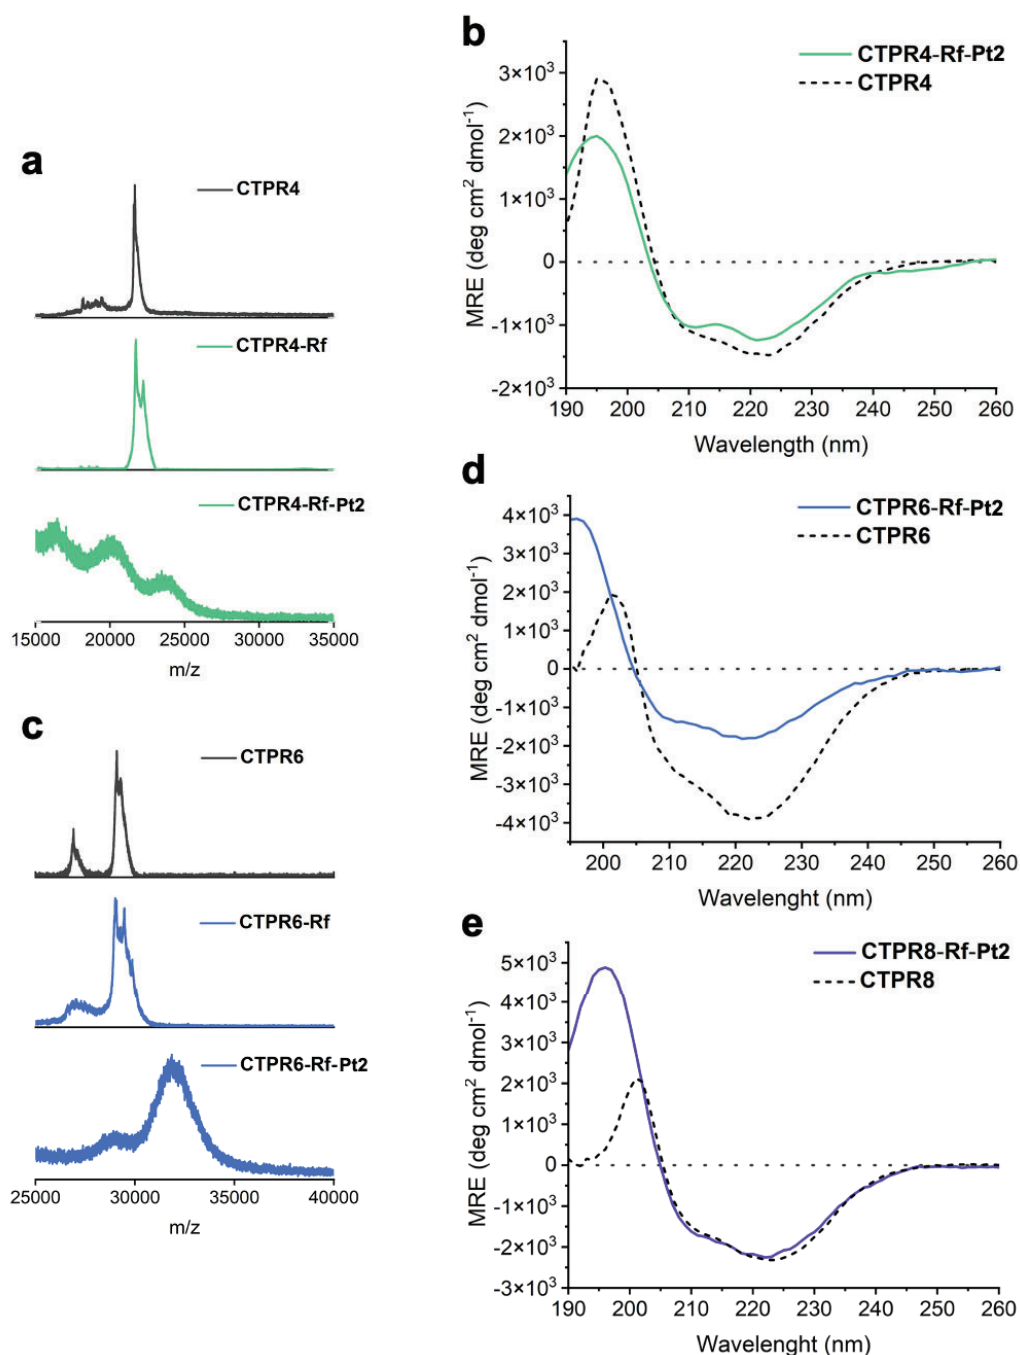 a
CTPR4
CTPR4-Rf
CTPR4-Rf-Pt2
15000 20000 25000 30000 35000
m/z
b
CTPR4-Rf-Pt2
CTPR4
MRE (deg cm² dmol⁻¹)
3×10³
2×10³
1×10³
0
-1×10³
-2×10³
190 200 210 220 230 240 250 260
Wavelength (nm)
c
CTPR6
CTPR6-Rf
CTPR6-Rf-Pt2
25000 30000 35000 40000
m/z
d
CTPR6-Rf-Pt2
CTPR6
MRE (deg cm² dmol⁻¹)
4×10³
3×10³
2×10³
1×10³
0
-1×10³
-2×10³
-3×10³
-4×10³
200 210 220 230 240 250 260
Wavelenght (nm)
e
CTPR8-Rf-Pt2
CTPR8
MRE (deg cm² dmol⁻¹)
5×10³
4×10³
2×10³
1×10³
0
-1×10³
-2×10³
-3×10³
190 200 210 220 230 240 250 260
Wavelenght (nm)